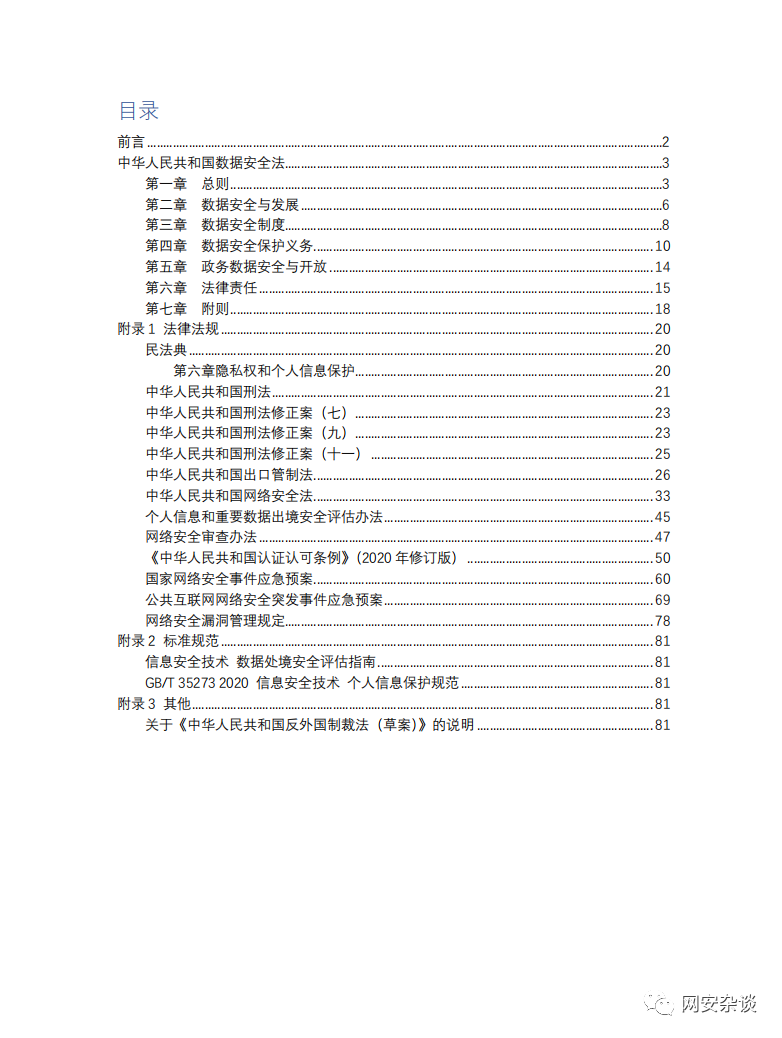 目录
前言........2
中华人民共和国数据安全法........3
第一章 总则........3
第二章 数据安全与发展........6
第三章 数据安全制度........8
第四章 数据安全保护义务........10
第五章 政务数据安全与开放........14
第六章 法律责任........15
第七章 附则........18
附录1 法律法规........20
民法典........20
第六章隐私权和个人信息保护........20
中华人民共和国刑法........21
中华人民共和国刑法修正案（七）........23
中华人民共和国刑法修正案（九）........23
中华人民共和国刑法修正案（十一）........25
中华人民共和国出口管制法........26
中华人民共和国网络安全法........33
个人信息和重要数据出境安全评估办法........45
网络安全审查办法........47
《中华人民共和国认证认可条例》（2020年修订版）........50
国家网络安全事件应急预案........60
公共互联网网络安全突发事件应急预案........69
网络安全漏洞管理规定........78
附录2 标准规范........81
信息安全技术 数据处境安全评估指南........81
GB/T 35273 2020 信息安全技术 个人信息保护规范........81
附录3 其他........81
关于《中华人民共和国反外国制裁法（草案）》的说明........81
网安杂谈